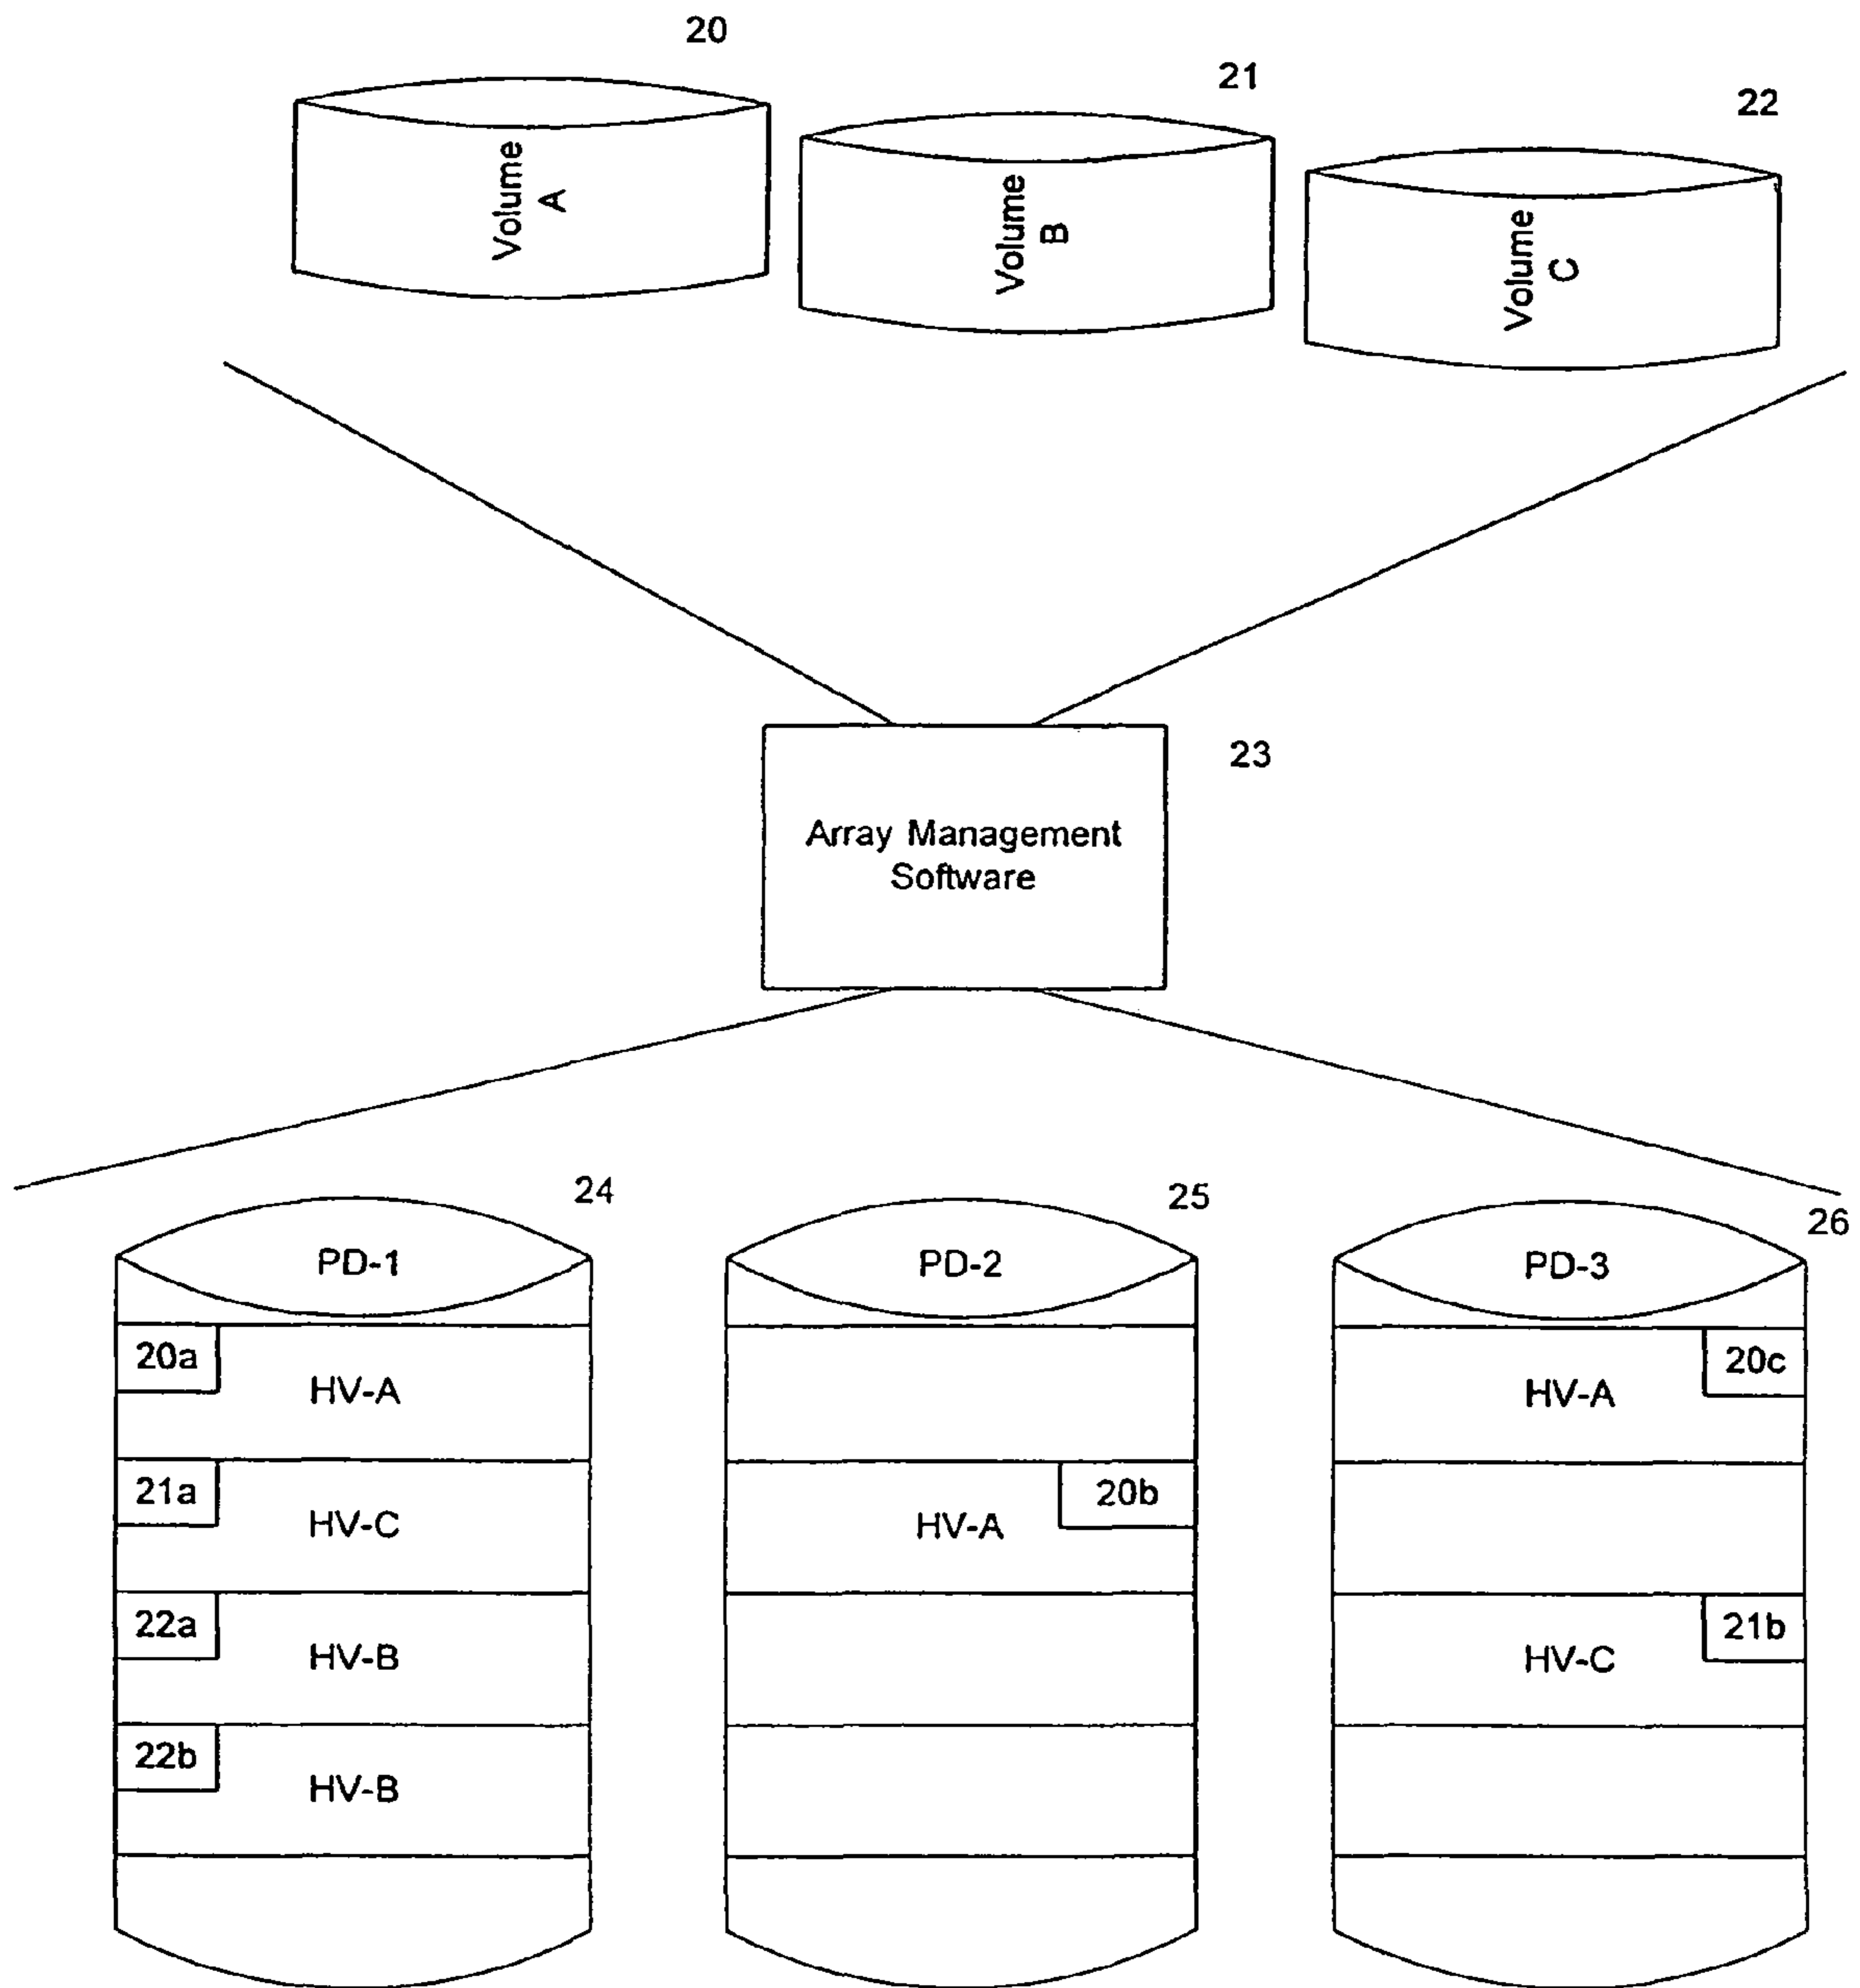 20
21
22
Volume
A
Volume
B
Volume
C
23
Array Management
Software
24
25
26
PD-1
PD-2
PD-3
20a
HV-A
HV-A
20c
21a
HV-C
HV-A
20b
22a
HV-B
HV-C
21b
22b
HV-B